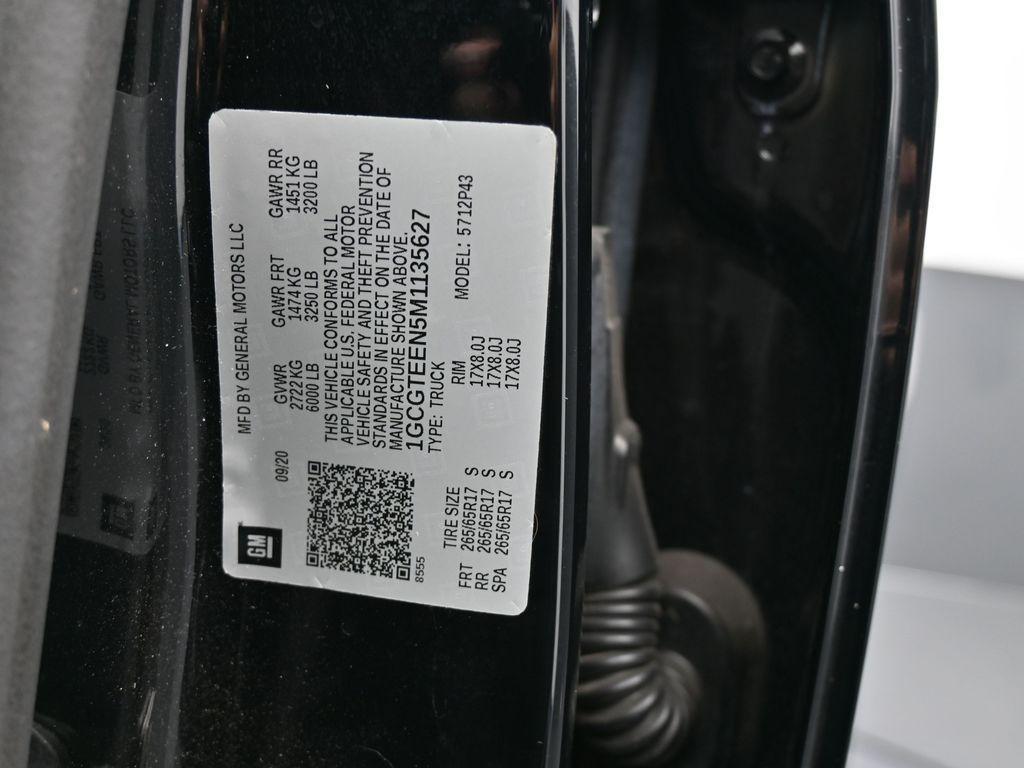 GM
MFD BY GENERAL MOTORS LLC
09/20
GVWR GAWR FRT GAWR RR
2722 KG 1474 KG 1451 KG
6000 LB 3250 LB 3200 LB
THIS VEHICLE CONFORMS TO ALL
APPLICABLE U.S. FEDERAL MOTOR
VEHICLE SAFETY AND THEFT PREVENTION
STANDARDS IN EFFECT ON THE DATE OF
MANUFACTURE SHOWN ABOVE.
1GCGTEEN5M1135627
8555
TYPE: TRUCK MODEL: 5712P43
TIRE SIZE RIM
FRT 265/65R17 S 17X8.0J
RR 265/65R17 S 17X8.0J
SPA 265/65R17 S 17X8.0J